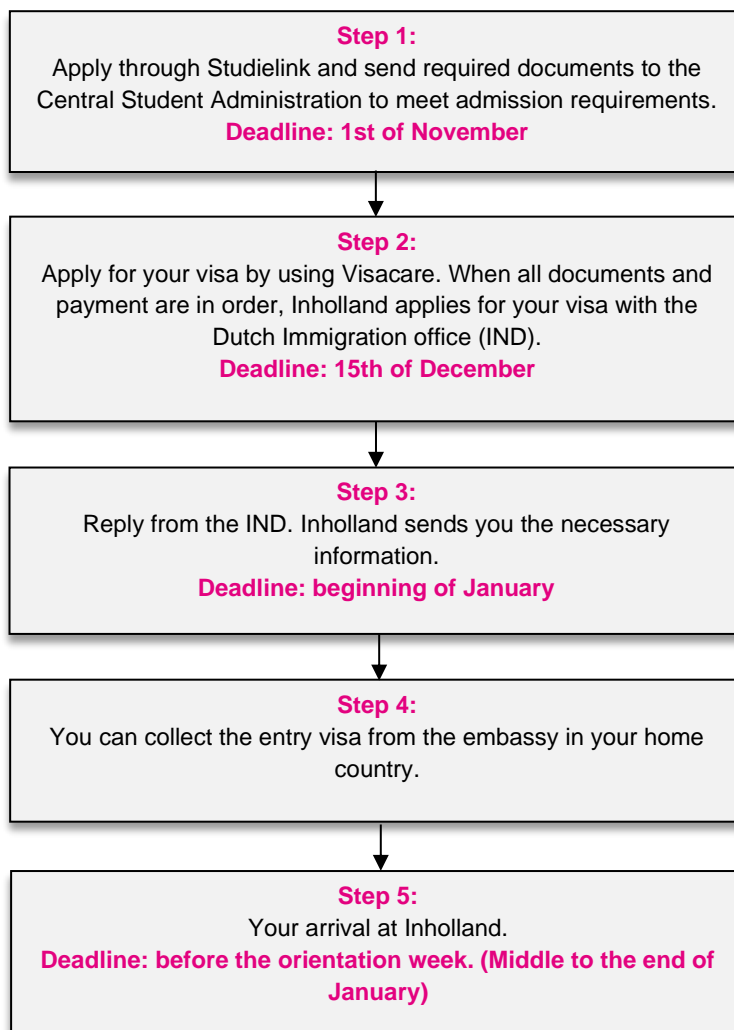 Step 1:
Apply through Studielink and send required documents to the
Central Student Administration to meet admission requirements.
Deadline: 1st of November
Step 2:
Apply for your visa by using Visacare. When all documents and
payment are in order, Inholland applies for your visa with the
Dutch Immigration office (IND).
Deadline: 15th of December
Step 3:
Reply from the IND. Inholland sends you the necessary
information.
Deadline: beginning of January
Step 4:
You can collect the entry visa from the embassy in your home
country.
Step 5:
Your arrival at Inholland.
Deadline: before the orientation week. (Middle to the end of
January)